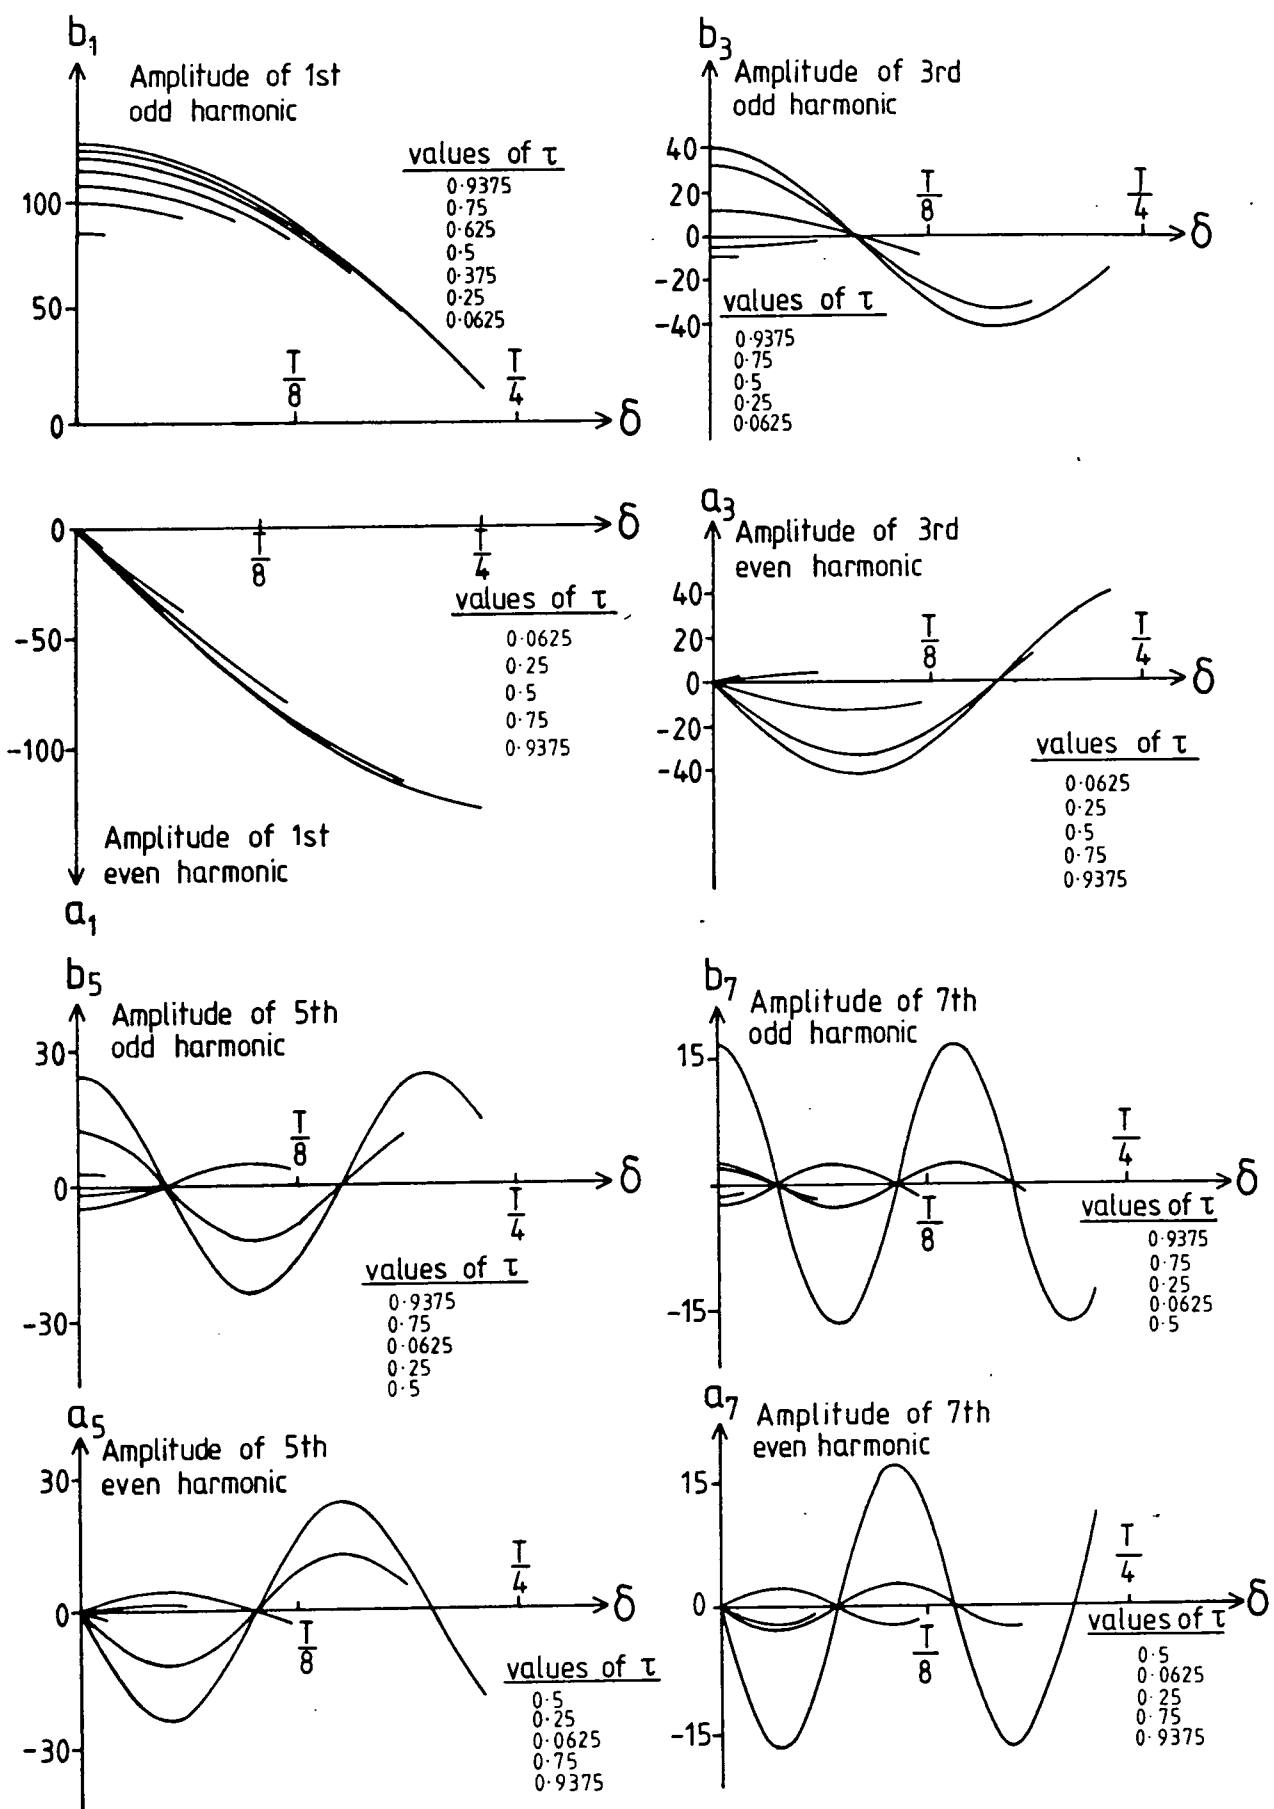 b₁
Amplitude of 1st
odd harmonic
values of τ
0·9375
0·75
0·625
0·5
0·375
0·25
0·0625
100
50
0
T/8
T/4
δ
b₃
Amplitude of 3rd
odd harmonic
40
20
0
-20
-40
T/8
T/4
δ
values of τ
0·9375
0·75
0·5
0·25
0·0625
0
-50
-100
T/8
T/4
δ
values of τ
0·0625
0·25
0·5
0·75
0·9375
Amplitude of 1st
even harmonic
a₁
a₃
Amplitude of 3rd
even harmonic
40
20
0
-20
-40
T/8
T/4
δ
values of τ
0·0625
0·25
0·5
0·75
0·9375
b₅
Amplitude of 5th
odd harmonic
30
0
-30
T/8
T/4
δ
values of τ
0·9375
0·75
0·0625
0·25
0·5
b₇
Amplitude of 7th
odd harmonic
15
-15
T/8
T/4
δ
values of τ
0·9375
0·75
0·25
0·0625
0·5
a₅
Amplitude of 5th
even harmonic
30
0
-30
T/8
T/4
δ
values of τ
0·5
0·25
0·0625
0·75
0·9375
a₇
Amplitude of 7th
even harmonic
15
0
-15
T/8
T/4
δ
values of τ
0·5
0·0625
0·25
0·75
0·9375